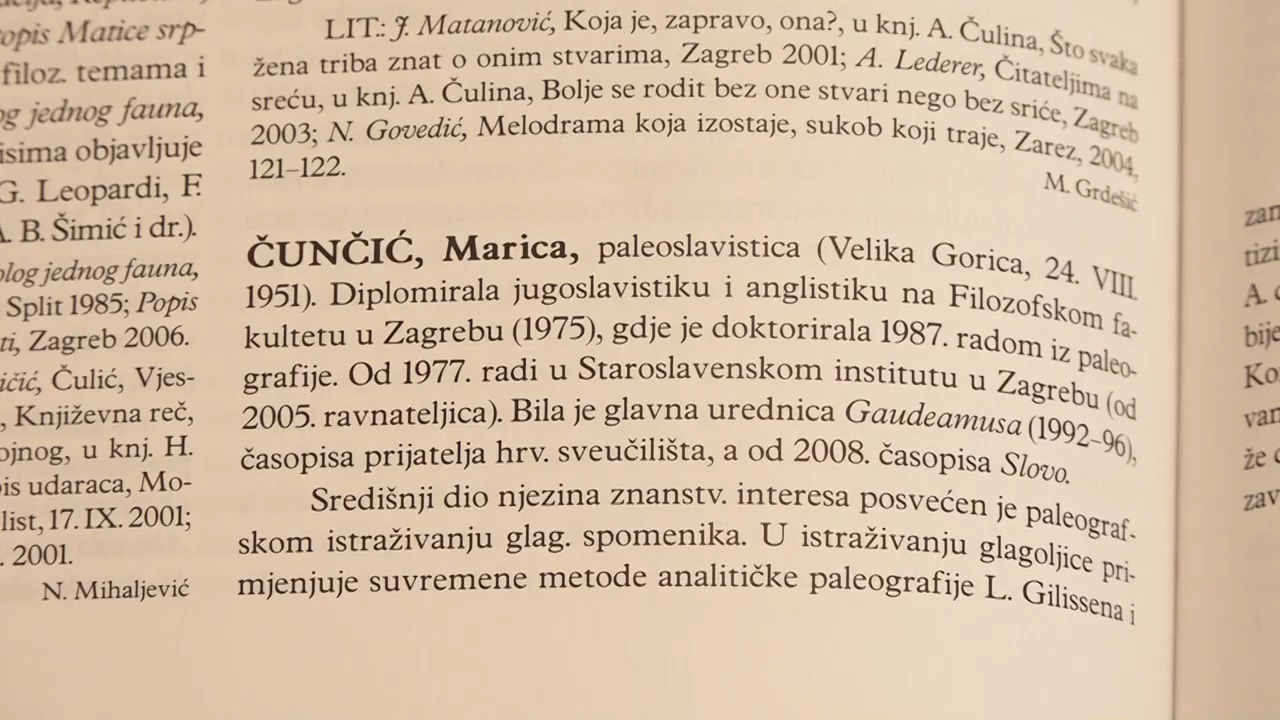 opis Matice srp-
filoz. temama i
og jednog fauna,
isima objavljuje
G. Leopardi, F.
A. B. Šimić i dr.).
olog jednog fauna,
Split 1985; Popis
ti, Zagreb 2006.
ičić, Čulić, Vjes-
, Književna reč,
ojnog, u knj. H.
is udaraca, Mo-
list, 17. IX. 2001;
. 2001.
N. Mihaljević
LIT.: J. Matanović, Koja je, zapravo, ona?, u knj. A. Čulina, Što svaka
žena triba znat o onim stvarima, Zagreb 2001; A. Lederer, Čitateljima na
sreću, u knj. A. Čulina, Bolje se rodit bez one stvari nego bez sriće, Zagreb
2003; N. Govedić, Melodrama koja izostaje, sukob koji traje, Zarez, 2004,
121–122.
M. Grdešić
ČUNČIĆ, Marica, paleoslavistica (Velika Gorica, 24. VIII.
1951). Diplomirala jugoslavistiku i anglistiku na Filozofskom fa-
kultetu u Zagrebu (1975), gdje je doktorirala 1987. radom iz paleo-
grafije. Od 1977. radi u Staroslavenskom institutu u Zagrebu (od
2005. ravnateljica). Bila je glavna urednica Gaudeamusa (1992–96),
časopisa prijatelja hrv. sveučilišta, a od 2008. časopisa Slovo.
Središnji dio njezina znanstv. interesa posvećen je paleograf-
skom istraživanju glag. spomenika. U istraživanju glagoljice pri-
mjenjuje suvremene metode analitičke paleografije L. Gilissena i
zan
tizi
A.
bije
Ko
van
že
zav